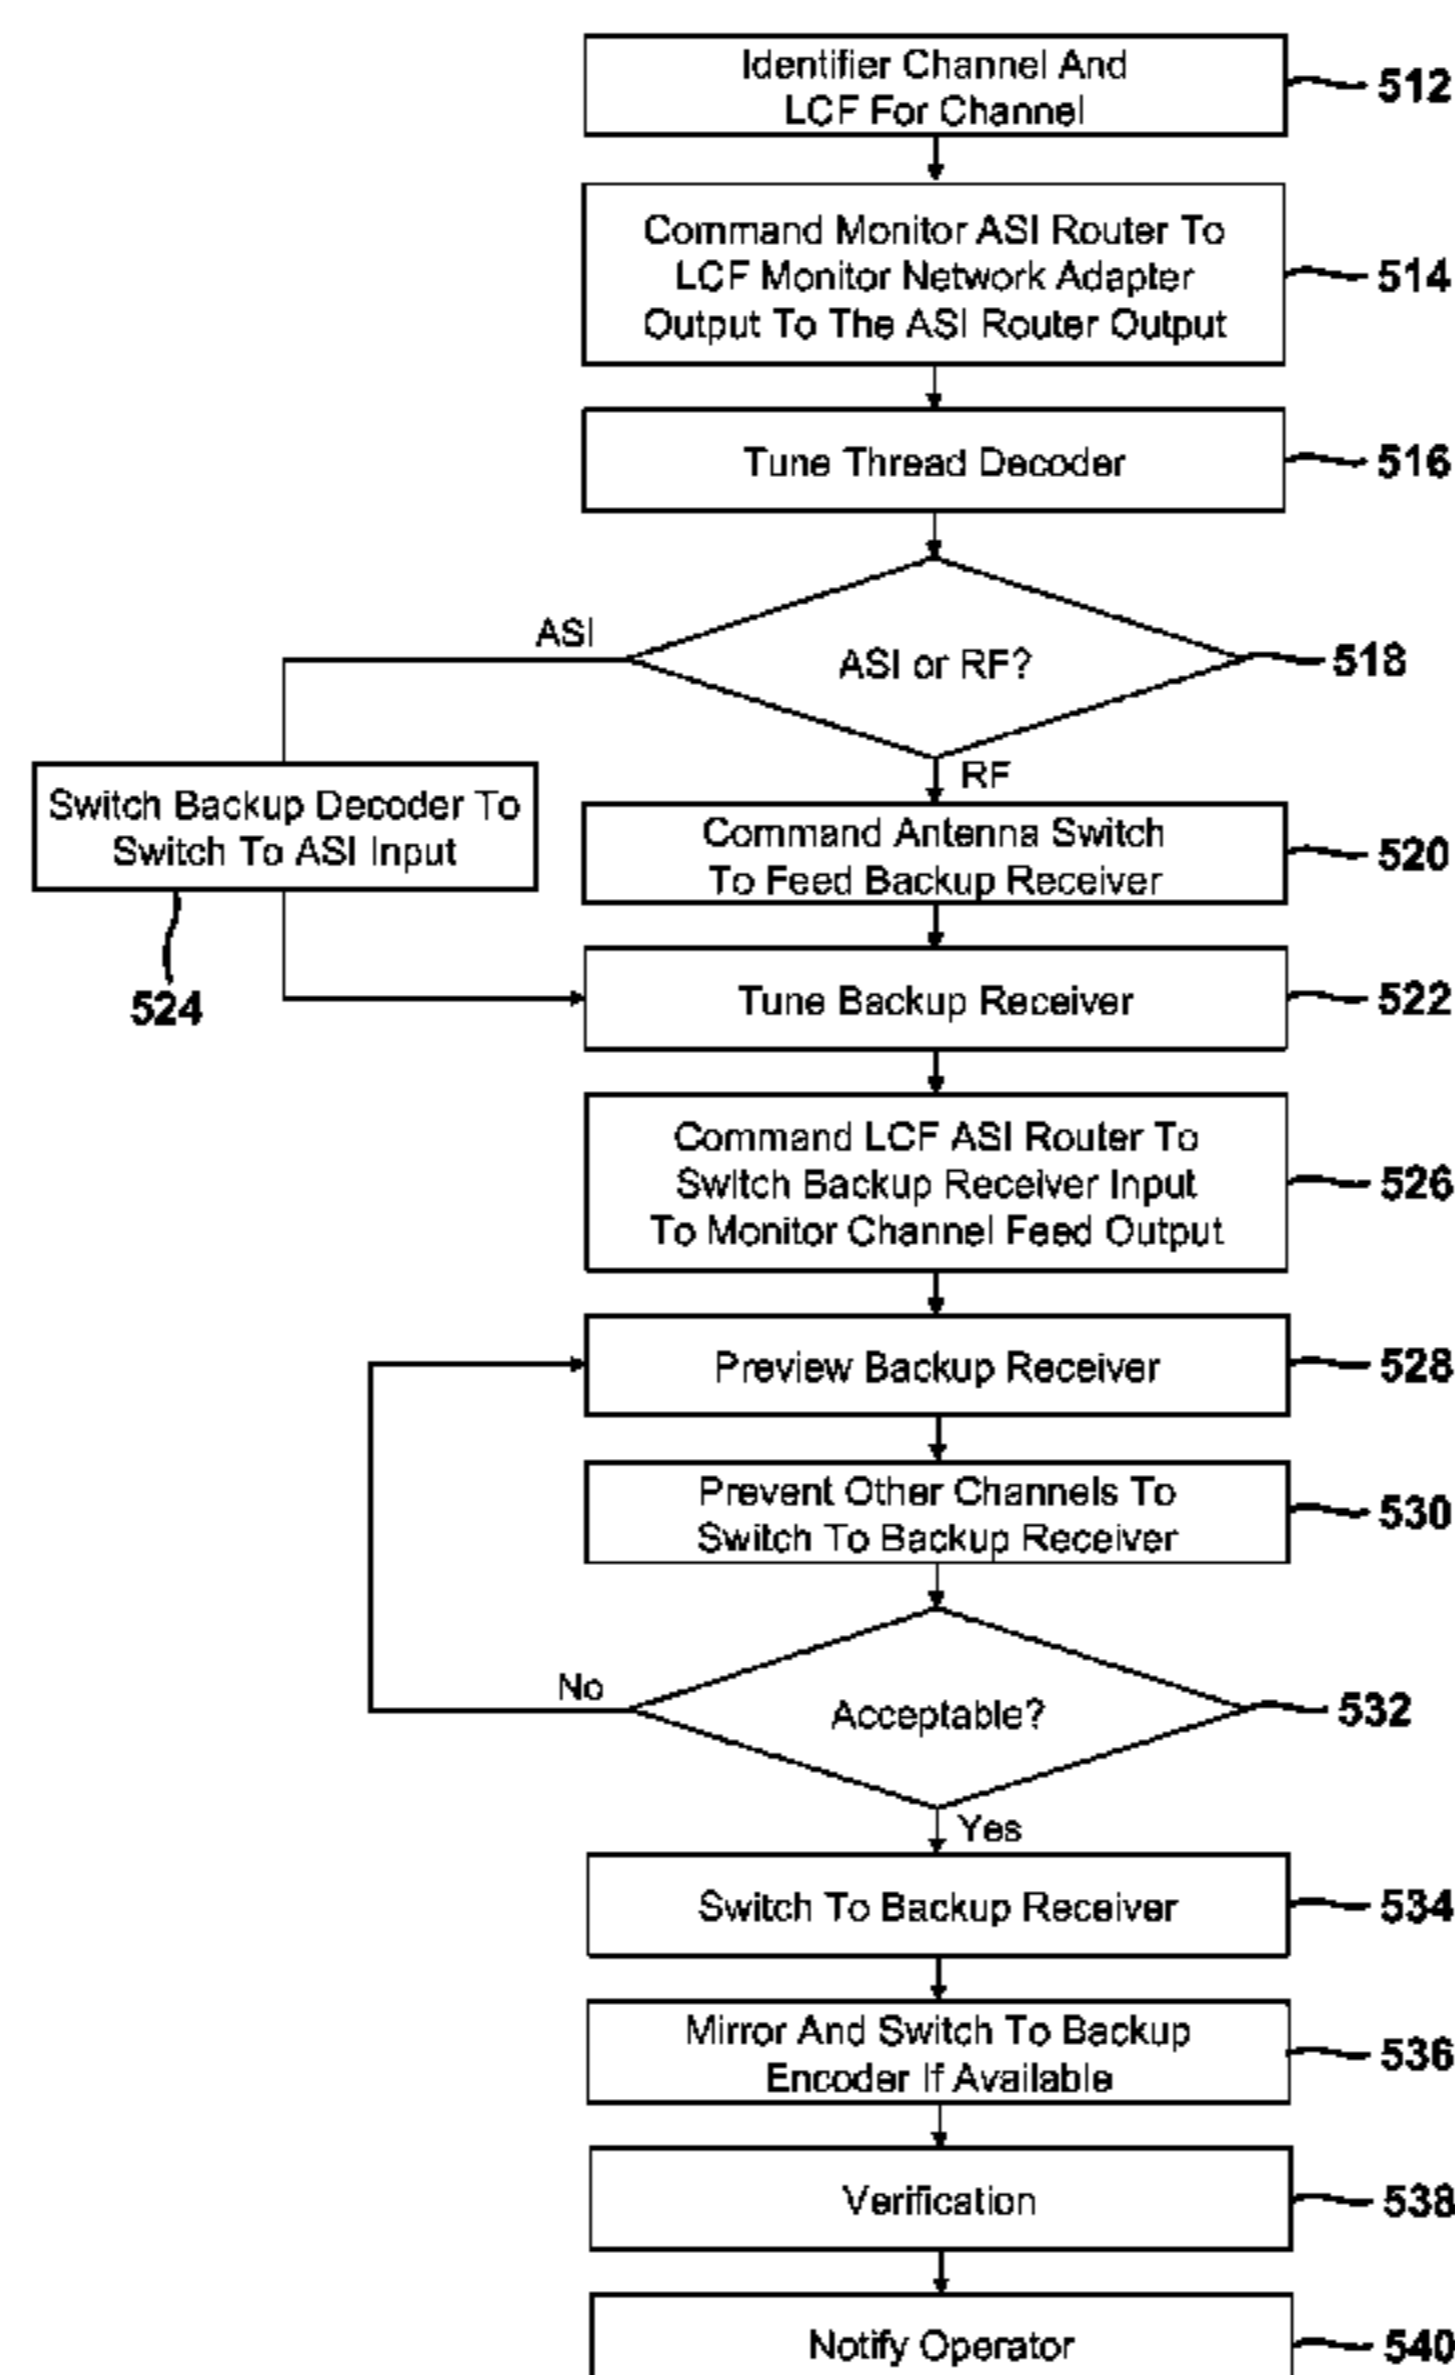 Identifier Channel And
LCF For Channel
512
Command Monitor ASI Router To
LCF Monitor Network Adapter
Output To The ASI Router Output
514
Tune Thread Decoder
516
ASI
ASI or RF?
518
RF
Switch Backup Decoder To
Switch To ASI Input
524
Command Antenna Switch
To Feed Backup Receiver
520
Tune Backup Receiver
522
Command LCF ASI Router To
Switch Backup Receiver Input
To Monitor Channel Feed Output
526
Preview Backup Receiver
528
Prevent Other Channels To
Switch To Backup Receiver
530
No
Acceptable?
532
Yes
Switch To Backup Receiver
534
Mirror And Switch To Backup
Encoder If Available
536
Verification
538
Notify Operator
540